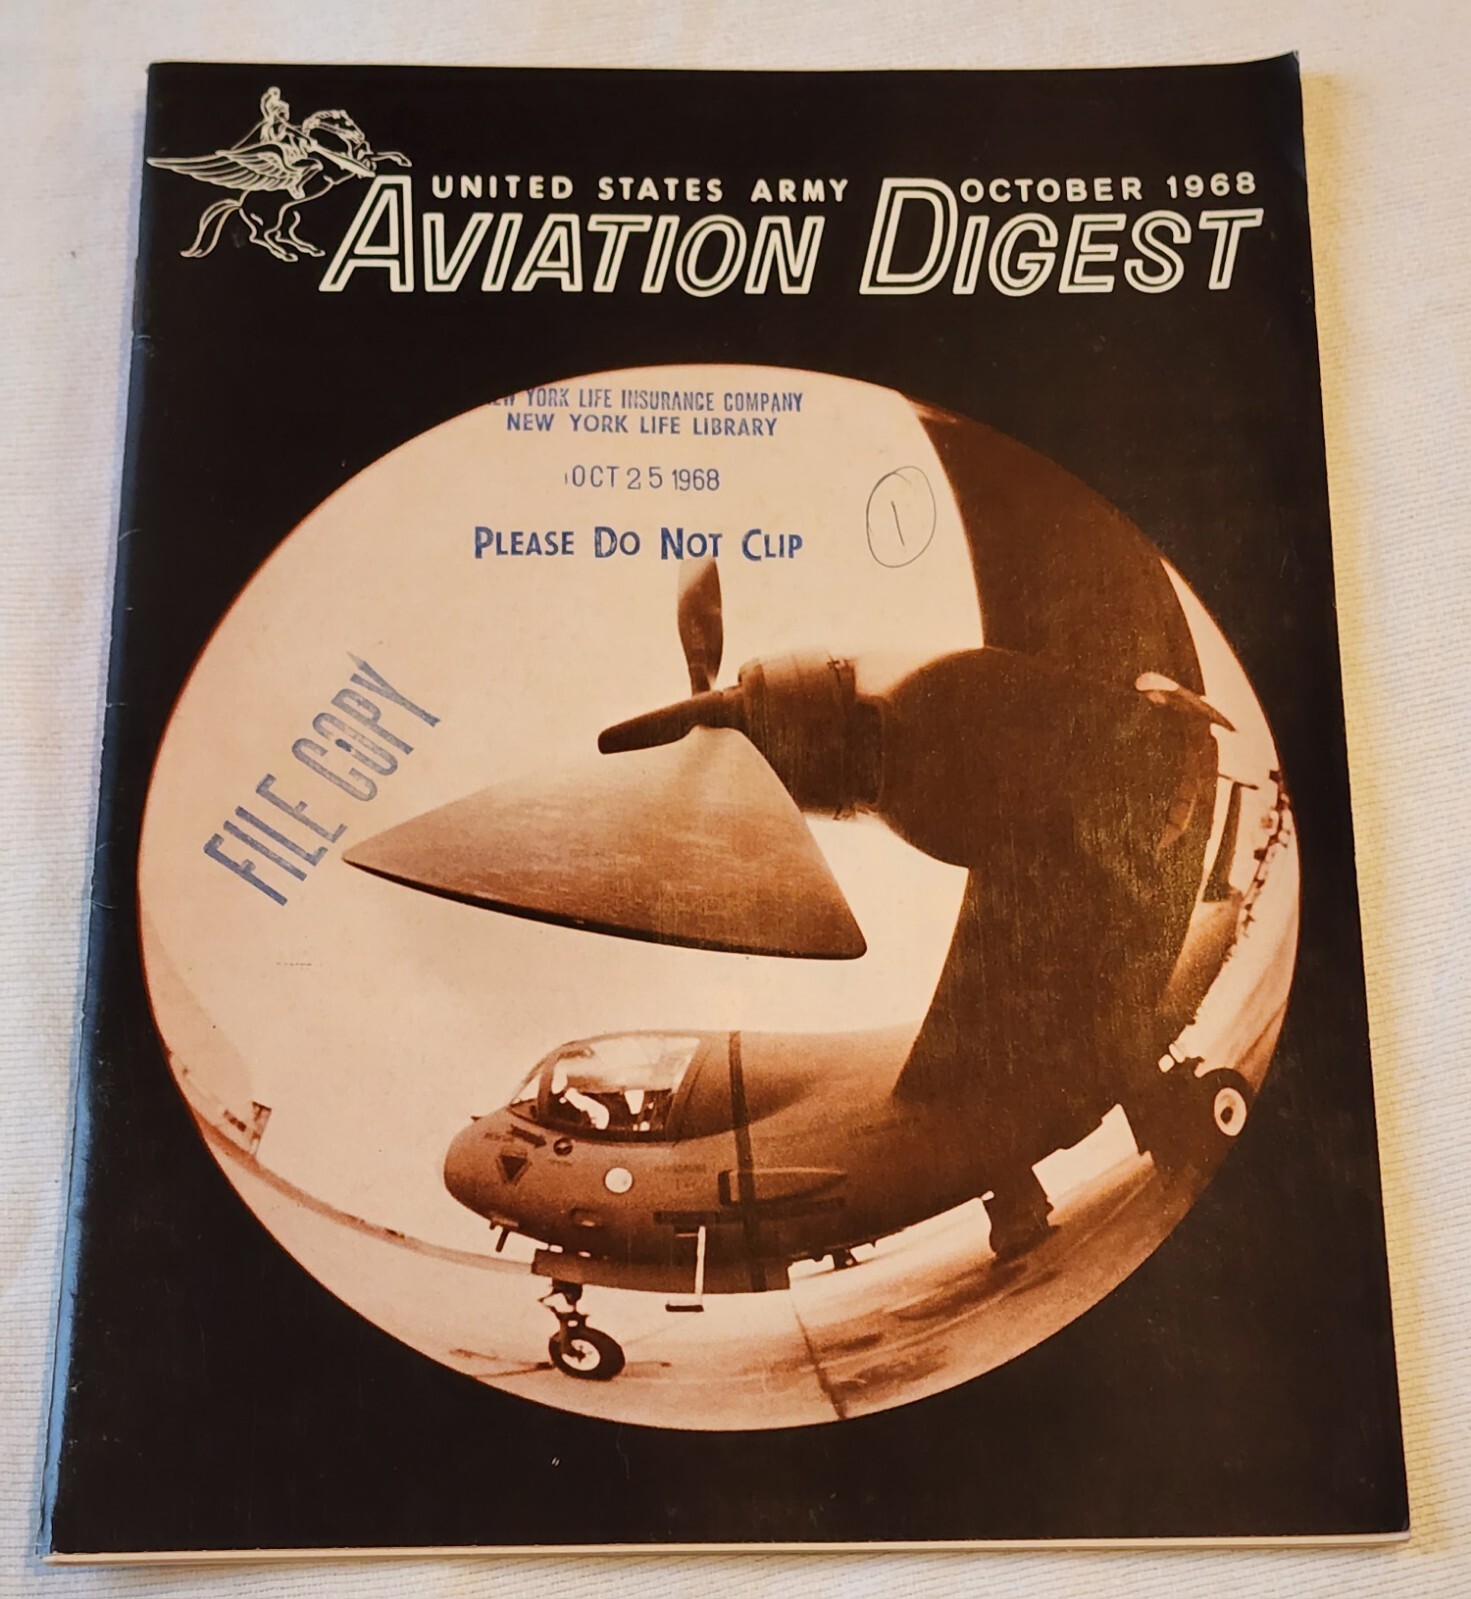 UNITED STATES ARMY
OCTOBER 1968
AVIATION DIGEST
NEW YORK LIFE INSURANCE COMPANY
NEW YORK LIFE LIBRARY
OCT 25 1968
PLEASE DO NOT CLIP
1
FILE COPY